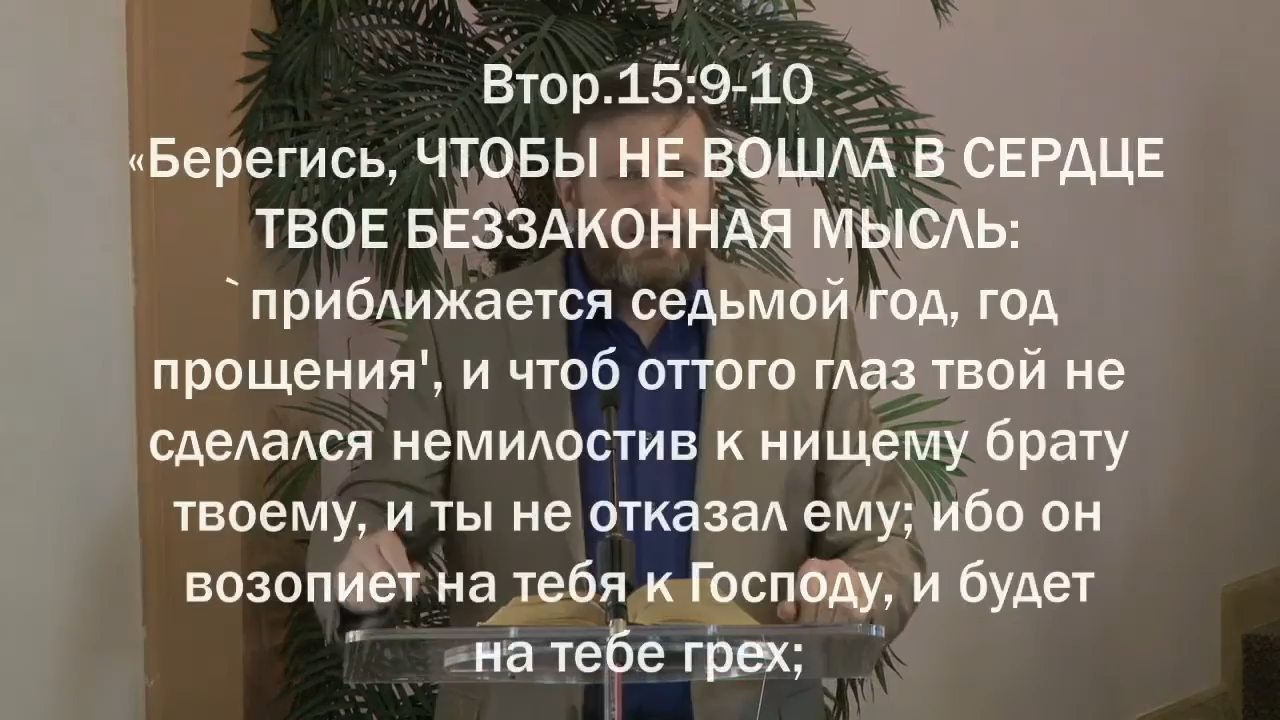 Втор.15:9-10
«Берегись, ЧТОБЫ НЕ ВОШЛА В СЕРДЦЕ
ТВОЕ БЕЗЗАКОННАЯ МЫСЛЬ:
`приближается седьмой год, год
прощения', и чтоб оттого глаз твой не
сделался немилостив к нищему брату
твоему, и ты не отказал ему; ибо он
возопиет на тебя к Господу, и будет
на тебе грех;